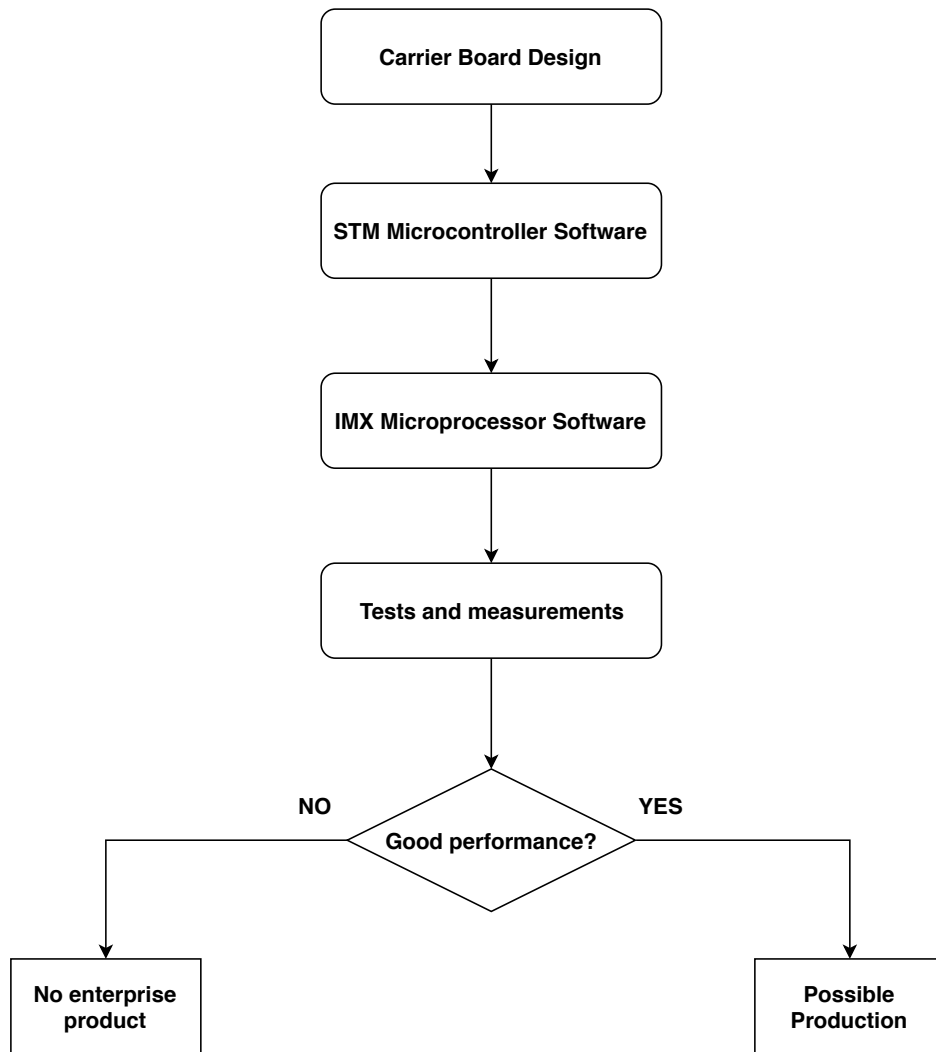 Carrier Board Design
STM Microcontroller Software
IMX Microprocessor Software
Tests and measurements
NO
YES
Good performance?
No enterprise
product
Possible
Production